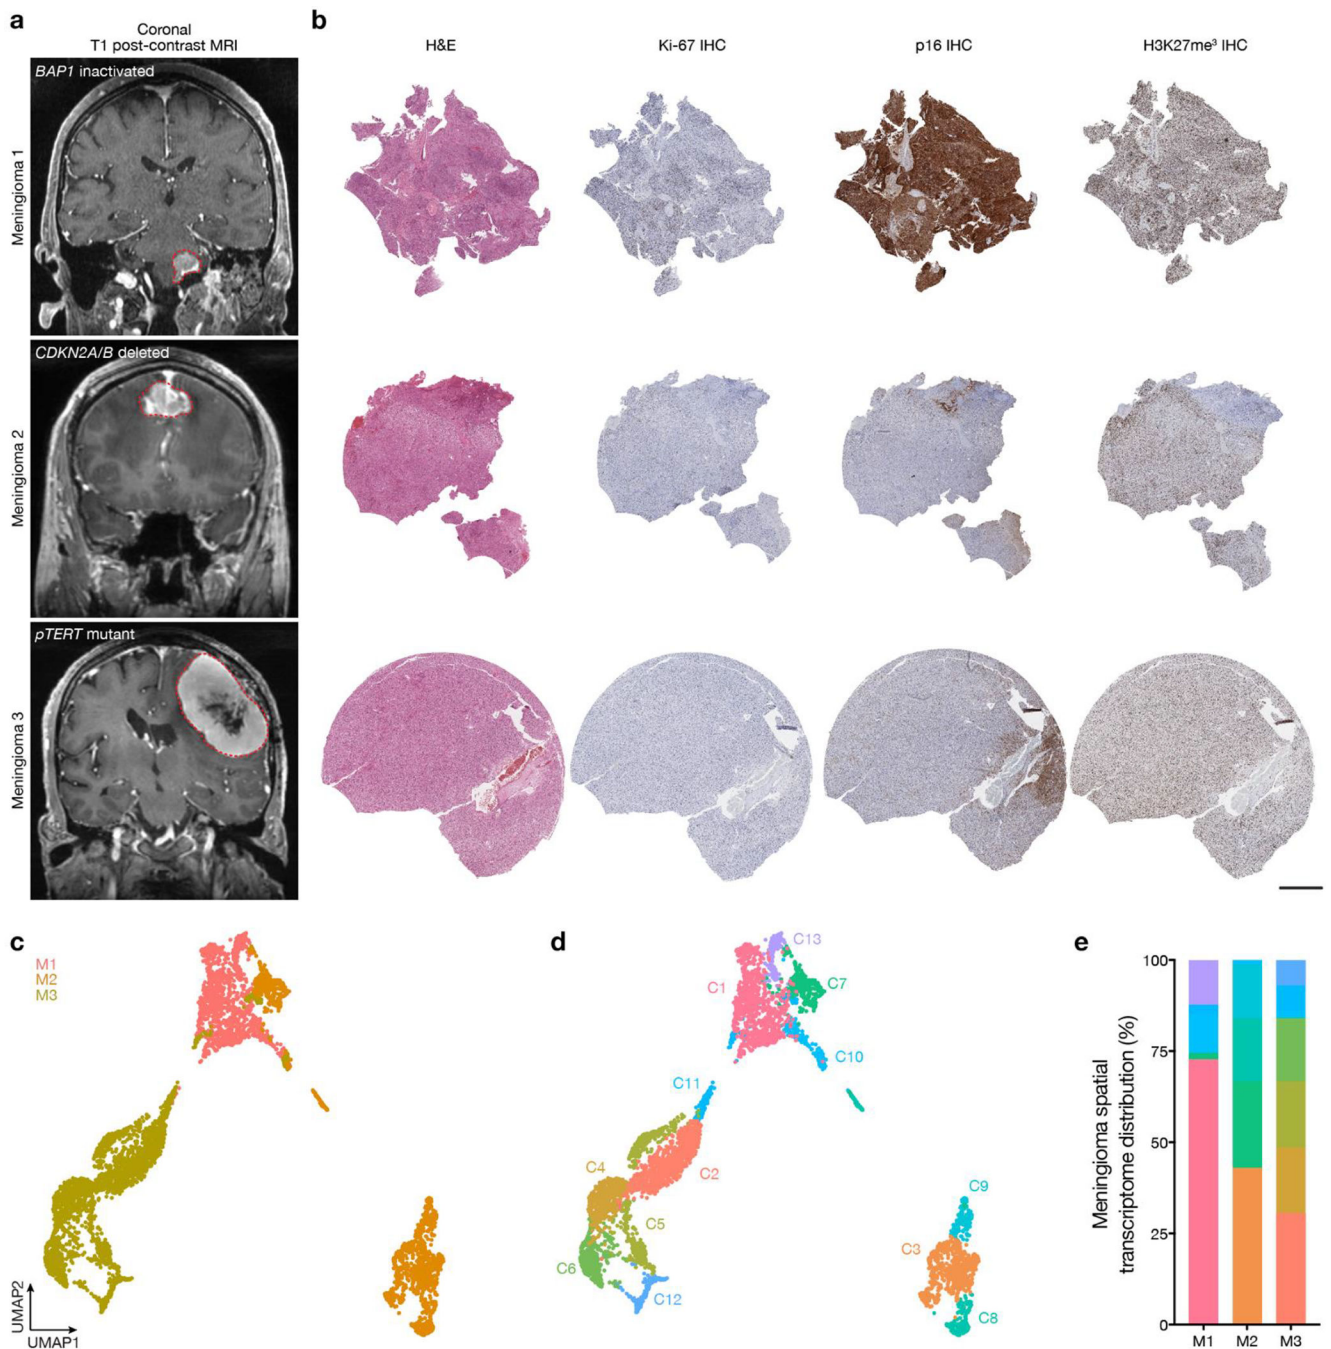 a
Coronal
T1 post-contrast MRI
b
H&E
Ki-67 IHC
p16 IHC
H3K27me³ IHC
Meningioma 1
BAP1 inactivated
Meningioma 2
CDKN2A/B deleted
Meningioma 3
pTERT mutant
c
M1
M2
M3
UMAP2
UMAP1
d
C13
C1
C7
C10
C11
C4
C2
C5
C6
C12
C9
C3
C8
e
Meningioma spatial
transcriptome distribution (%)
100
75
50
25
0
M1 M2 M3